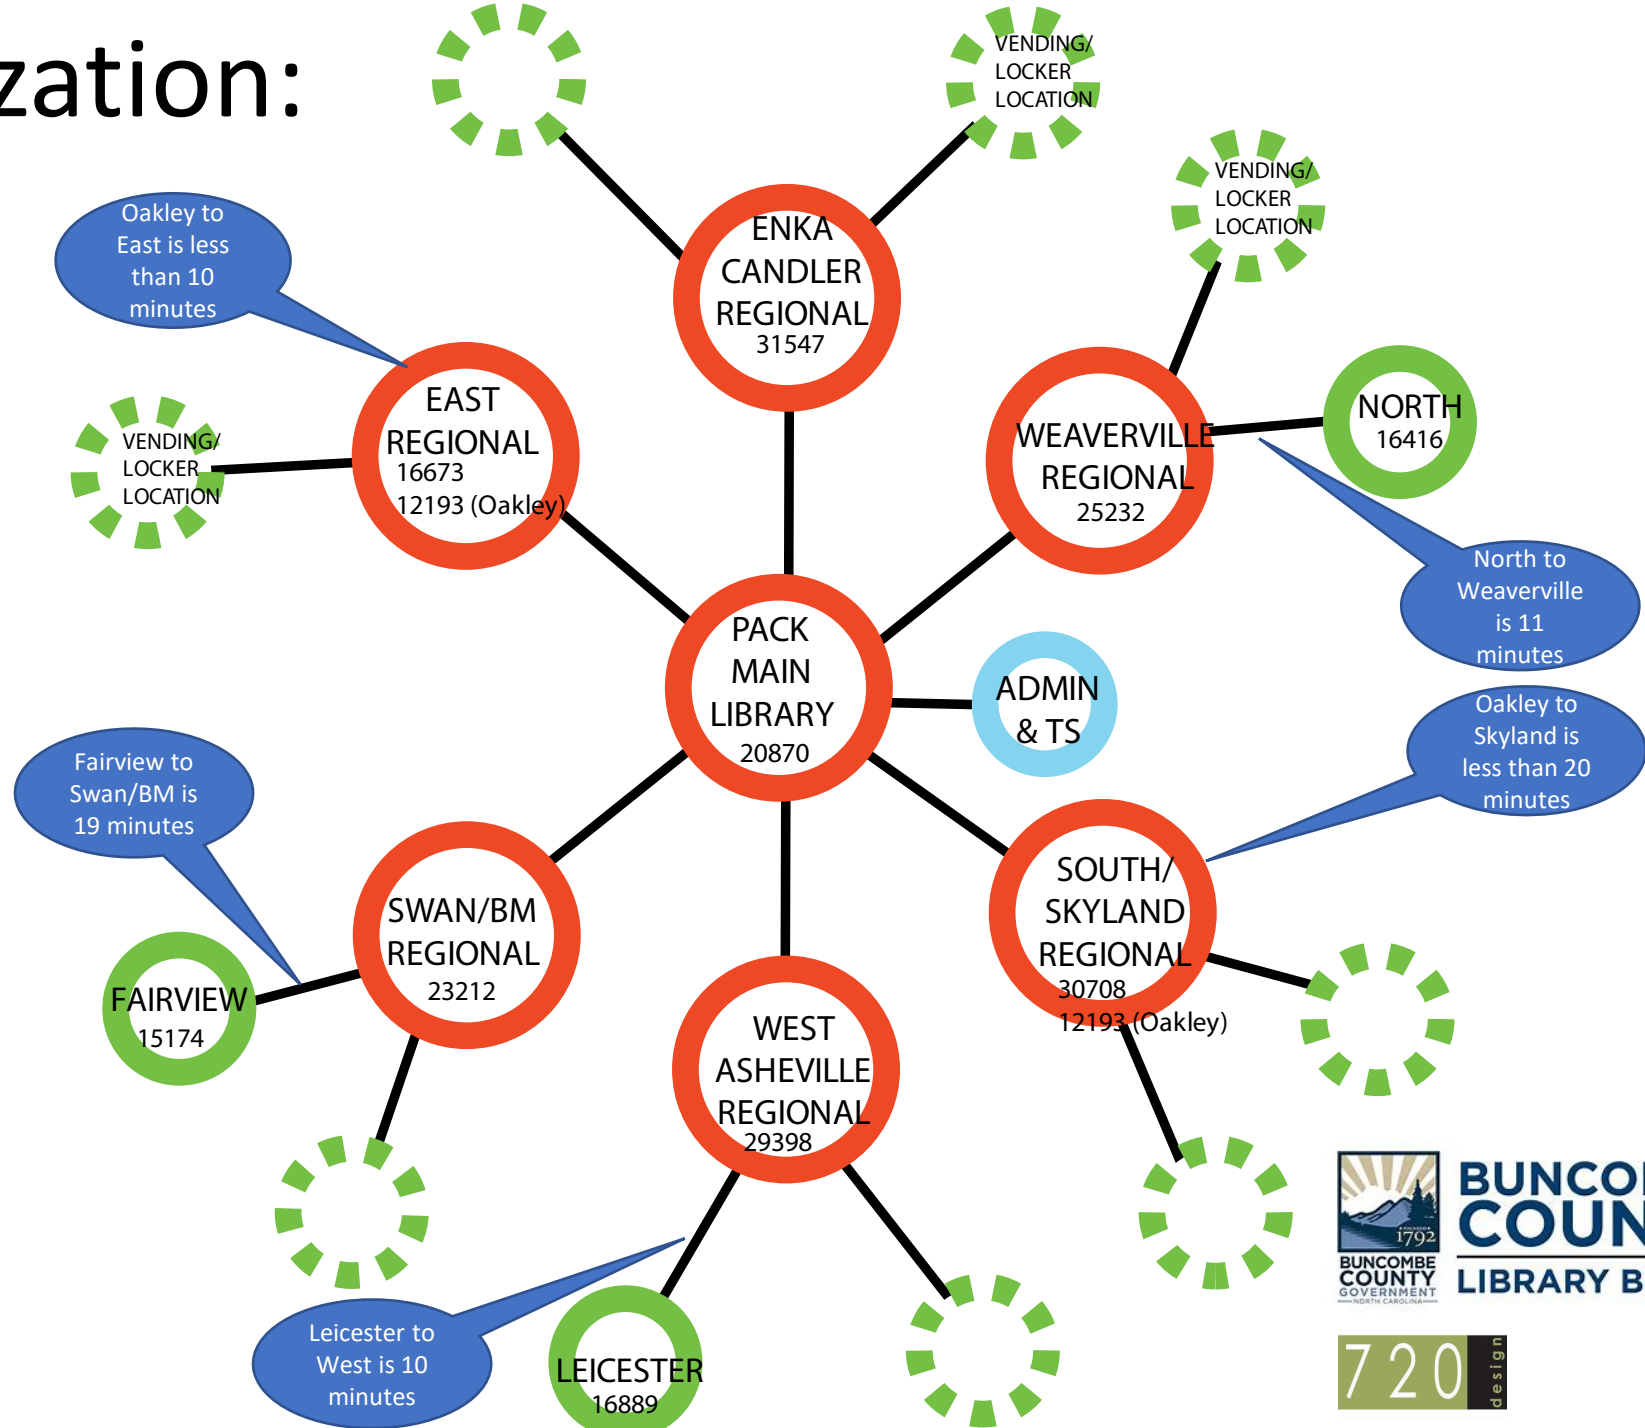 zation:
VENDING/
LOCKER
LOCATION
VENDING/
LOCKER
LOCATION
Oakley to
East is less
than 10
minutes
ENKA
CANDLER
REGIONAL
31547
EAST
REGIONAL
16673
12193 (Oakley)
VENDING/
LOCKER
LOCATION
WEAVERVILLE
REGIONAL
25232
NORTH
16416
North to
Weaverville
is 11
minutes
PACK
MAIN
LIBRARY
20870
ADMIN
& TS
Oakley to
Skyland is
less than 20
minutes
Fairview to
Swan/BM is
19 minutes
SWAN/BM
REGIONAL
23212
FAIRVIEW
15174
SOUTH/
SKYLAND
REGIONAL
30708
12193 (Oakley)
WEST
ASHEVILLE
REGIONAL
29398
Leicester to
West is 10
minutes
LEICESTER
16889
1792
BUNCOMBE
COUNTY
GOVERNMENT
NORTH CAROLINA
BUNCO
COUN
LIBRARY B
720
design